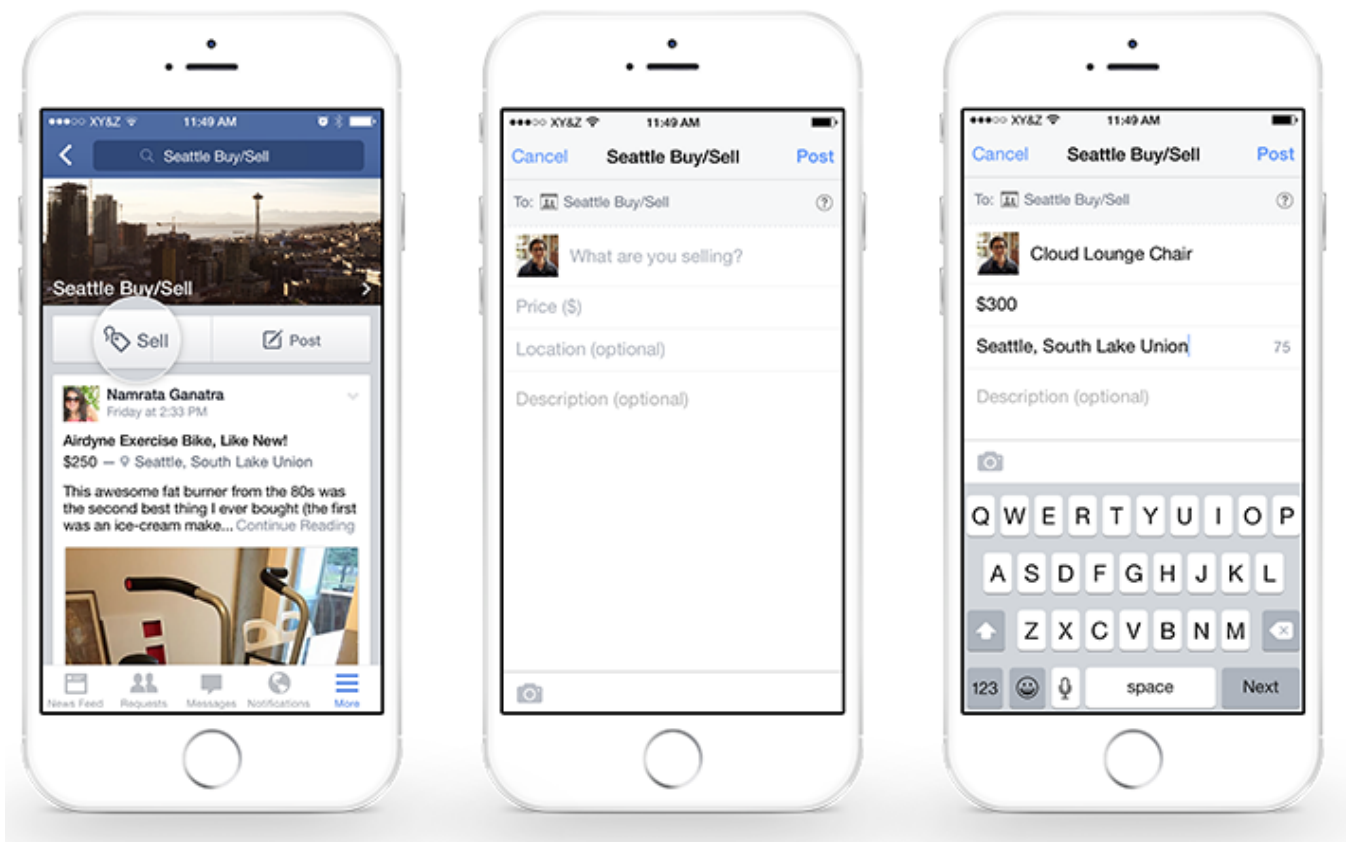 XY&Z 11:49 AM
Seattle Buy/Sell
Seattle Buy/Sell
Sell Post
Namrata Ganatra
Friday at 2:33 PM
Airdyne Exercise Bike, Like New!
$250 — Seattle, South Lake Union
This awesome fat burner from the 80s was
the second best thing I ever bought (the first
was an ice-cream make... Continue Reading
News Feed Requests Messages Notifications More
XY&Z 11:49 AM
Cancel Seattle Buy/Sell Post
To: Seattle Buy/Sell ?
What are you selling?
Price ($)
Location (optional)
Description (optional)
XY&Z 11:49 AM
Cancel Seattle Buy/Sell Post
To: Seattle Buy/Sell ?
Cloud Lounge Chair
$300
Seattle, South Lake Union 75
Description (optional)
Q W E R T Y U I O P
A S D F G H J K L
Z X C V B N M
123 space Next